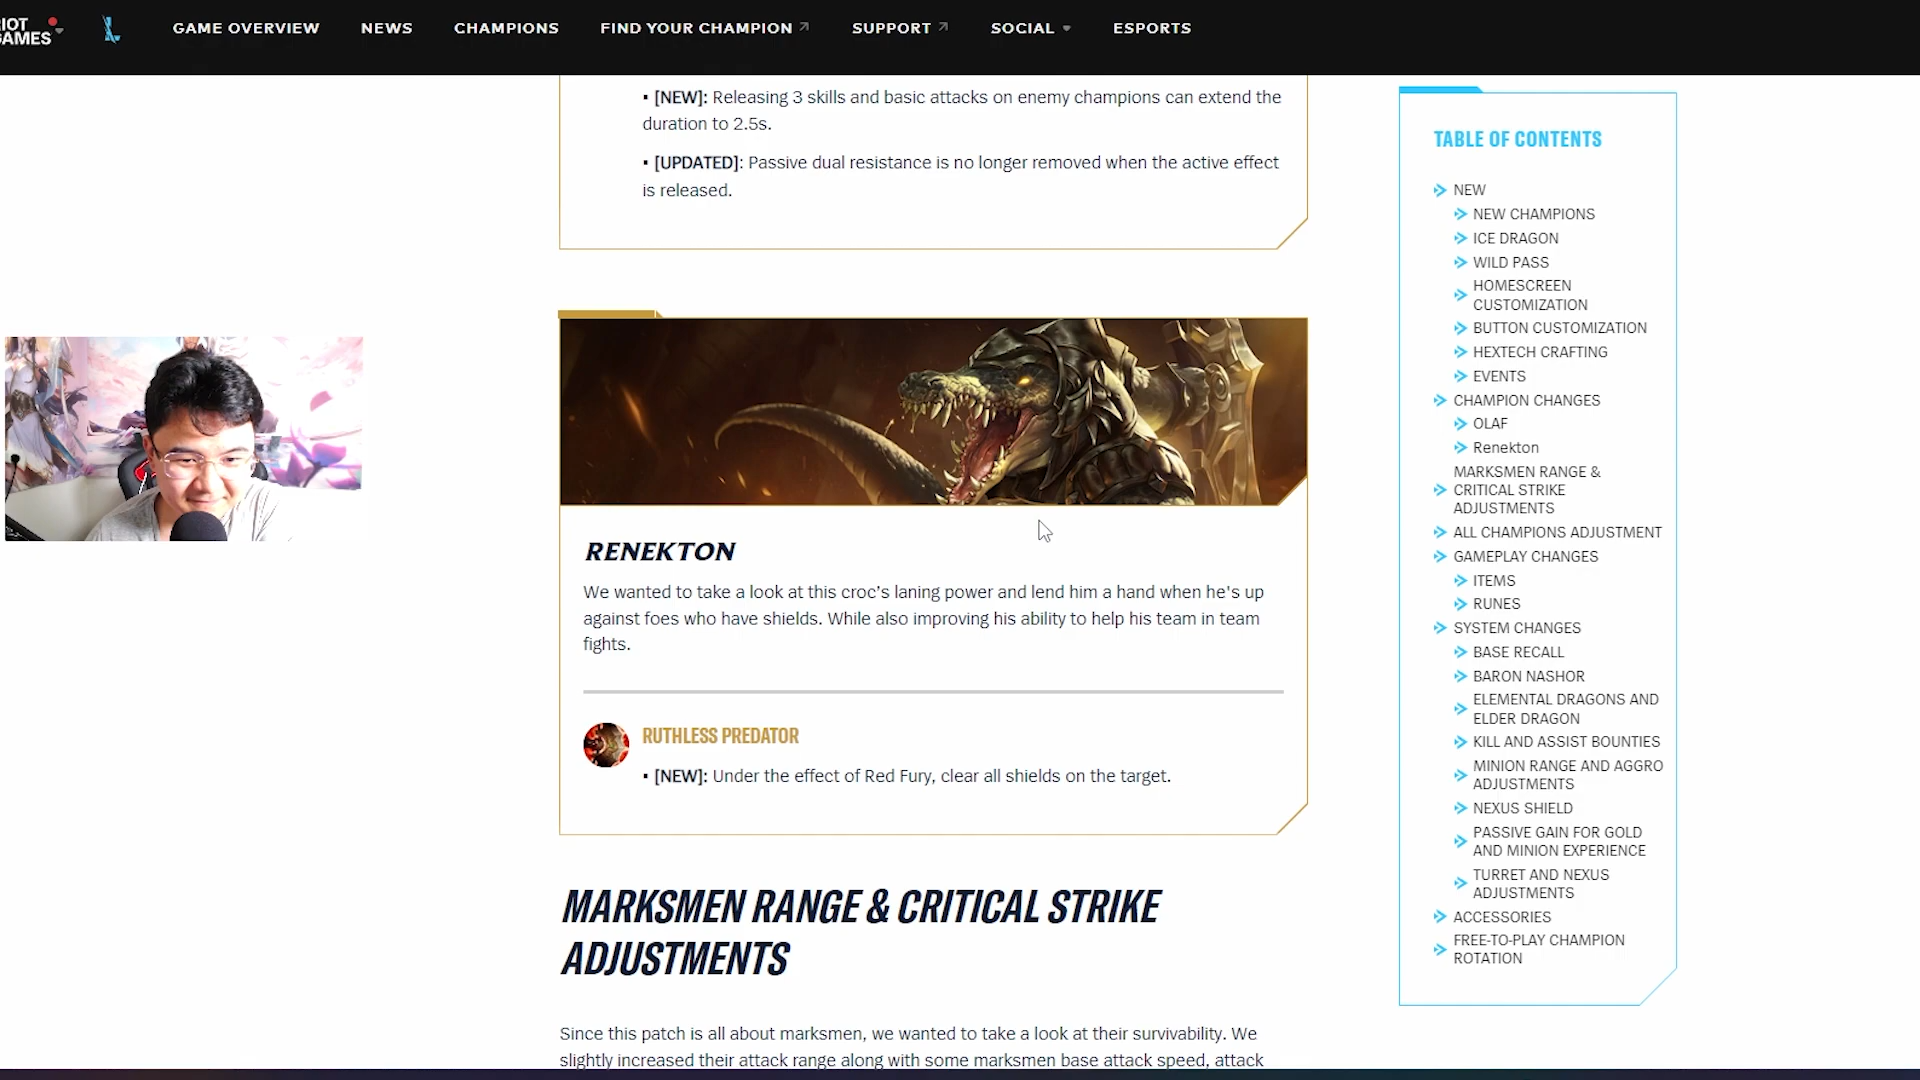 RIOT
GAMES
GAME OVERVIEW
NEWS
CHAMPIONS
FIND YOUR CHAMPION
SUPPORT
SOCIAL
ESPORTS
▪ [NEW]: Releasing 3 skills and basic attacks on enemy champions can extend the
duration to 2.5s.
▪ [UPDATED]: Passive dual resistance is no longer removed when the active effect
is released.
RENEKTON
We wanted to take a look at this croc’s laning power and lend him a hand when he's up
against foes who have shields. While also improving his ability to help his team in team
fights.
RUTHLESS PREDATOR
▪ [NEW]: Under the effect of Red Fury, clear all shields on the target.
MARKSMEN RANGE & CRITICAL STRIKE
ADJUSTMENTS
Since this patch is all about marksmen, we wanted to take a look at their survivability. We
slightly increased their attack range along with some marksmen base attack speed, attack
TABLE OF CONTENTS
NEW
NEW CHAMPIONS
ICE DRAGON
WILD PASS
HOMESCREEN
CUSTOMIZATION
BUTTON CUSTOMIZATION
HEXTECH CRAFTING
EVENTS
CHAMPION CHANGES
OLAF
Renekton
MARKSMEN RANGE &
CRITICAL STRIKE
ADJUSTMENTS
ALL CHAMPIONS ADJUSTMENT
GAMEPLAY CHANGES
ITEMS
RUNES
SYSTEM CHANGES
BASE RECALL
BARON NASHOR
ELEMENTAL DRAGONS AND
ELDER DRAGON
KILL AND ASSIST BOUNTIES
MINION RANGE AND AGGRO
ADJUSTMENTS
NEXUS SHIELD
PASSIVE GAIN FOR GOLD
AND MINION EXPERIENCE
TURRET AND NEXUS
ADJUSTMENTS
ACCESSORIES
FREE-TO-PLAY CHAMPION
ROTATION